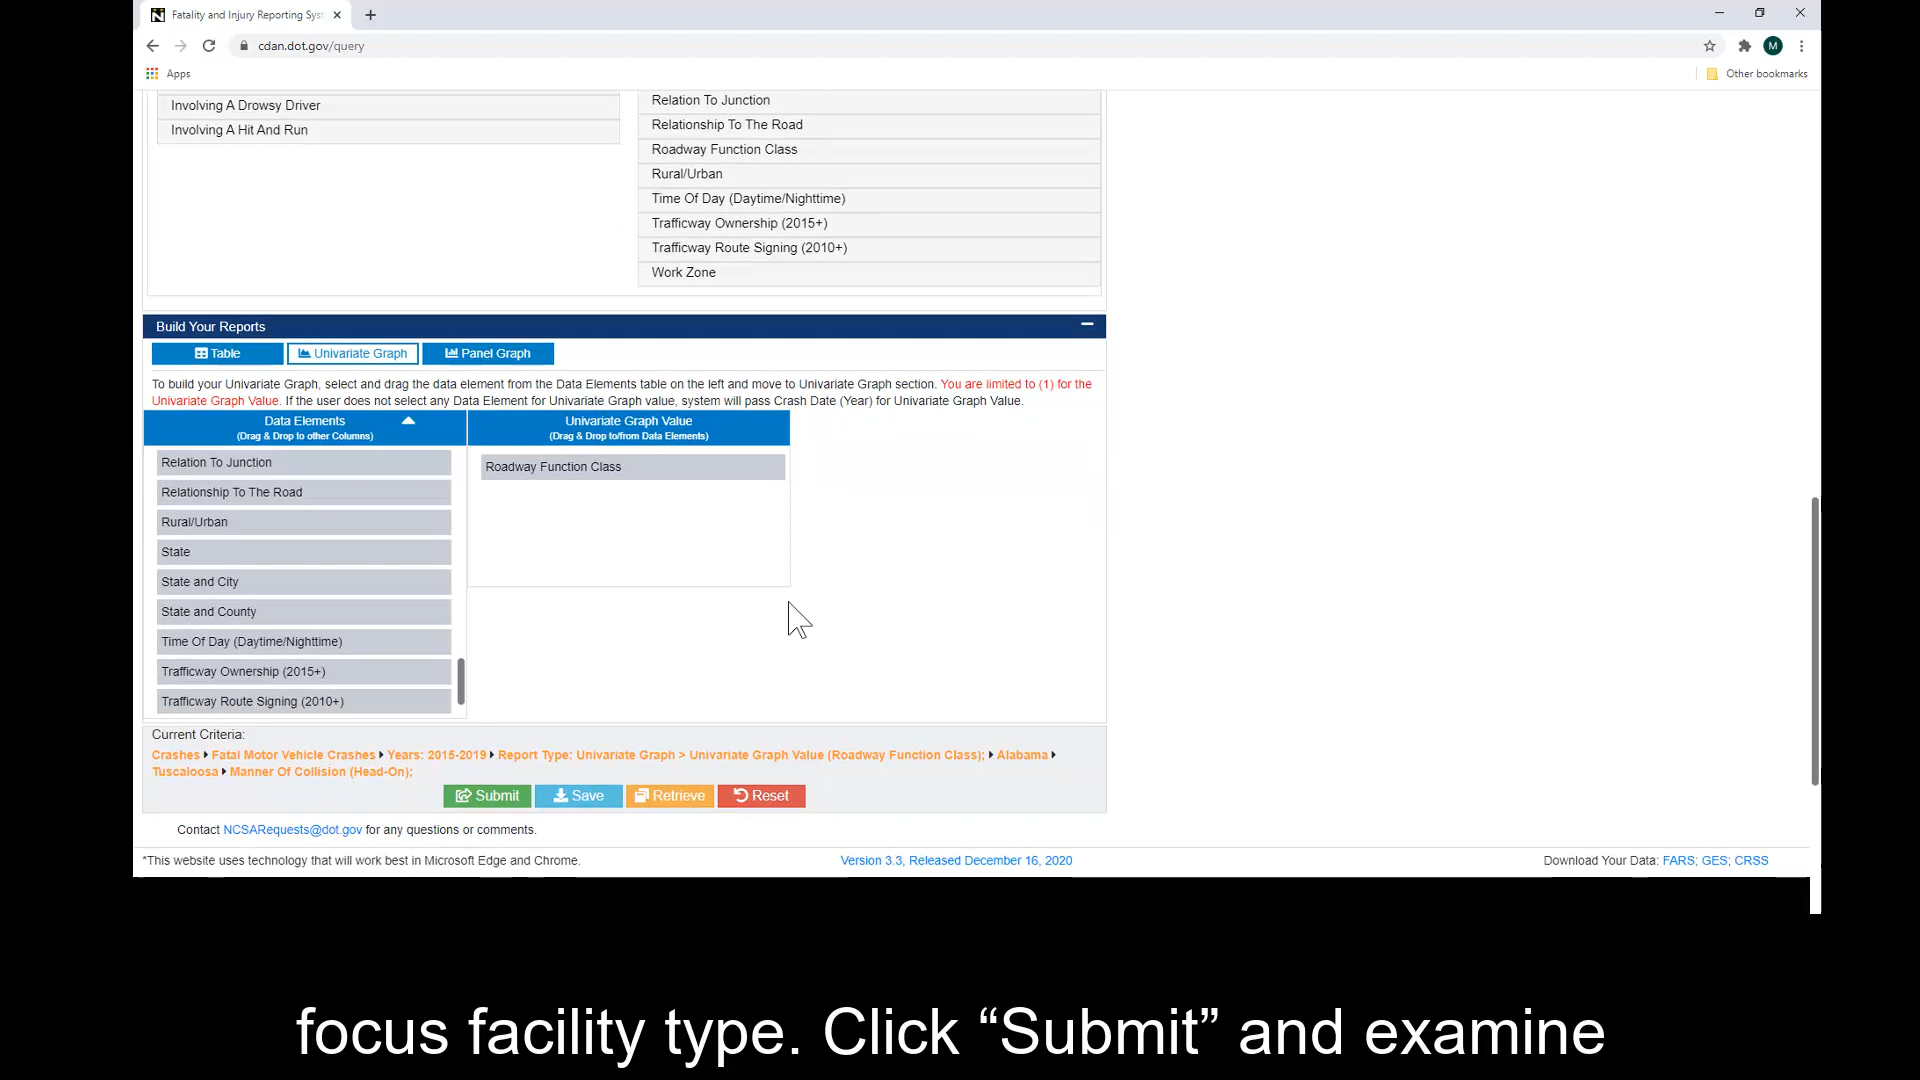 Fatality and Injury Reporting Syst
cdan.dot.gov/query
M
Apps
Other bookmarks
Involving A Drowsy Driver
Involving A Hit And Run
Relation To Junction
Relationship To The Road
Roadway Function Class
Rural/Urban
Time Of Day (Daytime/Nighttime)
Trafficway Ownership (2015+)
Trafficway Route Signing (2010+)
Work Zone
Build Your Reports
Table
Univariate Graph
Panel Graph
To build your Univariate Graph, select and drag the data element from the Data Elements table on the left and move to Univariate Graph section. You are limited to (1) for the
Univariate Graph Value. If the user does not select any Data Element for Univariate Graph value, system will pass Crash Date (Year) for Univariate Graph Value.
Data Elements
(Drag & Drop to other Columns)
Univariate Graph Value
(Drag & Drop to/from Data Elements)
Relation To Junction
Relationship To The Road
Rural/Urban
State
State and City
State and County
Time Of Day (Daytime/Nighttime)
Trafficway Ownership (2015+)
Trafficway Route Signing (2010+)
Roadway Function Class
Current Criteria:
Crashes Fatal Motor Vehicle Crashes Years: 2015-2019 Report Type: Univariate Graph > Univariate Graph Value (Roadway Function Class); Alabama
Tuscaloosa Manner Of Collision (Head-On);
Submit
Save
Retrieve
Reset
Contact NCSARequests@dot.gov for any questions or comments.
*This website uses technology that will work best in Microsoft Edge and Chrome.
Version 3.3, Released December 16, 2020
Download Your Data: FARS; GES; CRSS
focus facility type. Click “Submit” and examine